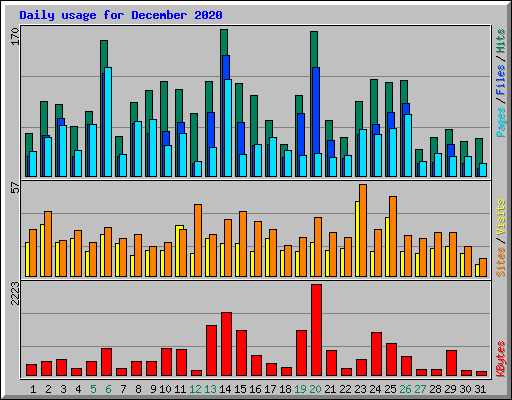 Daily usage for December 2020
170
57
2223
Pages / Files / Hits
Sites / Visits
KBytes
1 2 3 4 5 6 7 8 9 10 11 12 13 14 15 16 17 18 19 20 21 22 23 24 25 26 27 28 29 30 31